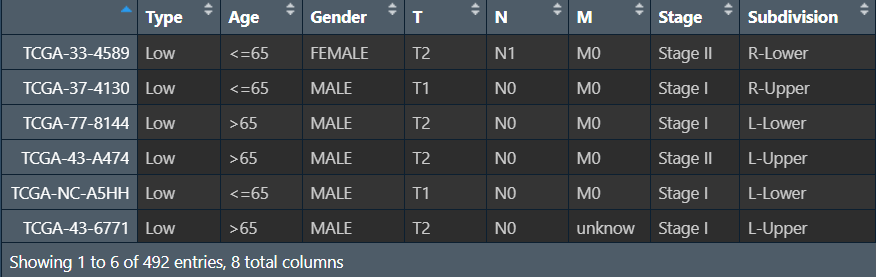 Type Age Gender T N M Stage Subdivision
TCGA-33-4589 Low <=65 FEMALE T2 N1 M0 Stage II R-Lower
TCGA-37-4130 Low <=65 MALE T1 N0 M0 Stage I R-Upper
TCGA-77-8144 Low >65 MALE T2 N0 M0 Stage I L-Lower
TCGA-43-A474 Low >65 MALE T2 N0 M0 Stage II L-Upper
TCGA-NC-A5HH Low <=65 MALE T1 N0 M0 Stage I L-Lower
TCGA-43-6771 Low >65 MALE T2 N0 unknow Stage I L-Upper
Showing 1 to 6 of 492 entries, 8 total columns